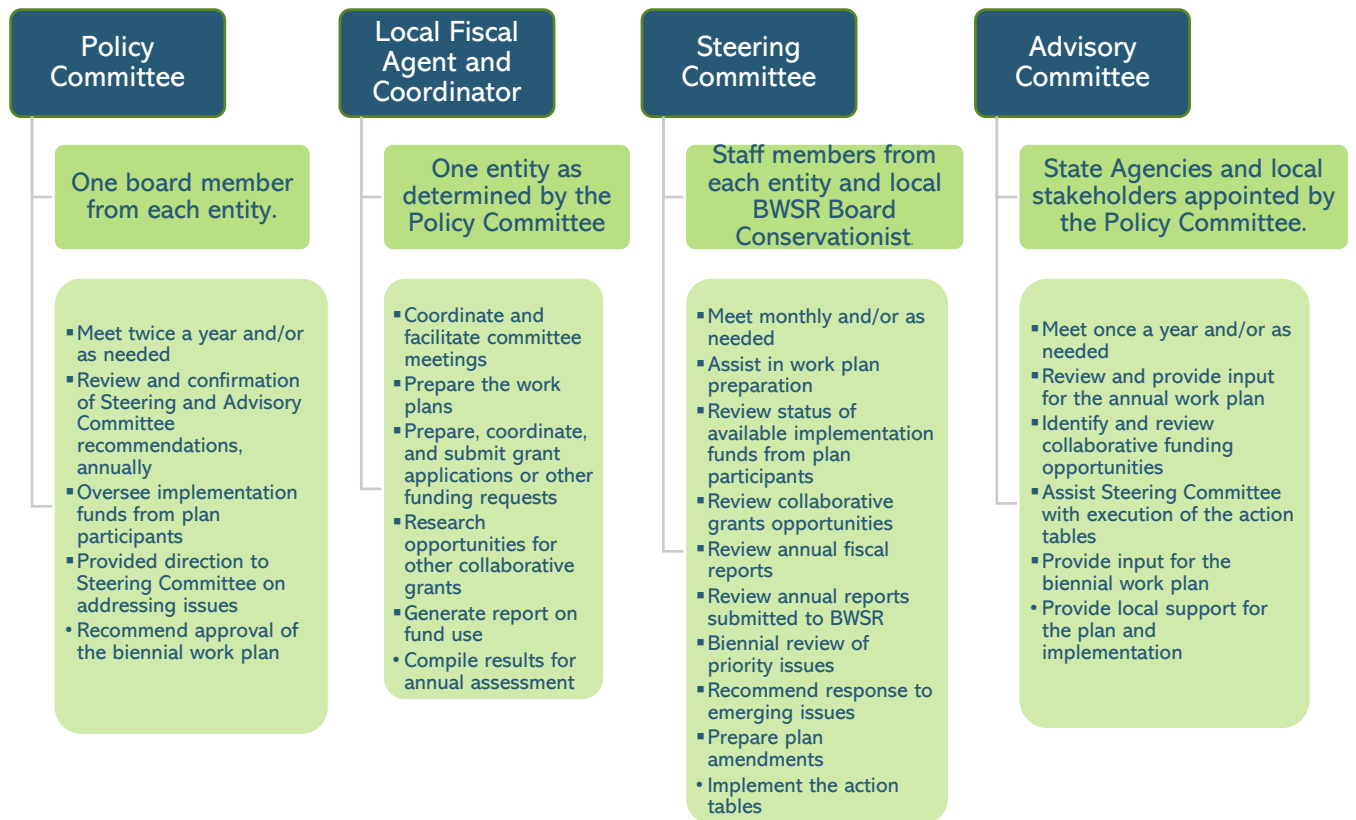 Policy
Committee
One board member
from each entity.
▪Meet twice a year and/or
as needed
▪Review and confirmation
of Steering and Advisory
Committee
recommendations,
annually
▪Oversee implementation
funds from plan
participants
▪Provided direction to
Steering Committee on
addressing issues
•Recommend approval of
the biennial work plan
Local Fiscal
Agent and
Coordinator
One entity as
determined by the
Policy Committee
▪Coordinate and
facilitate committee
meetings
▪Prepare the work
plans
▪Prepare, coordinate,
and submit grant
applications or other
funding requests
▪Research
opportunities for
other collaborative
grants
▪Generate report on
fund use
•Compile results for
annual assessment
Steering
Committee
Staff members from
each entity and local
BWSR Board
Conservationist.
▪Meet monthly and/or as
needed
▪Assist in work plan
preparation
▪Review status of
available implementation
funds from plan
participants
▪Review collaborative
grants opportunities
▪Review annual fiscal
reports
▪Review annual reports
submitted to BWSR
▪Biennial review of
priority issues
▪Recommend response to
emerging issues
▪Prepare plan
amendments
•Implement the action
tables
Advisory
Committee
State Agencies and local
stakeholders appointed by
the Policy Committee.
▪Meet once a year and/or as
needed
▪Review and provide input
for the annual work plan
▪Identify and review
collaborative funding
opportunities
▪Assist Steering Committee
with execution of the action
tables
▪Provide input for the
biennial work plan
•Provide local support for
the plan and
implementation